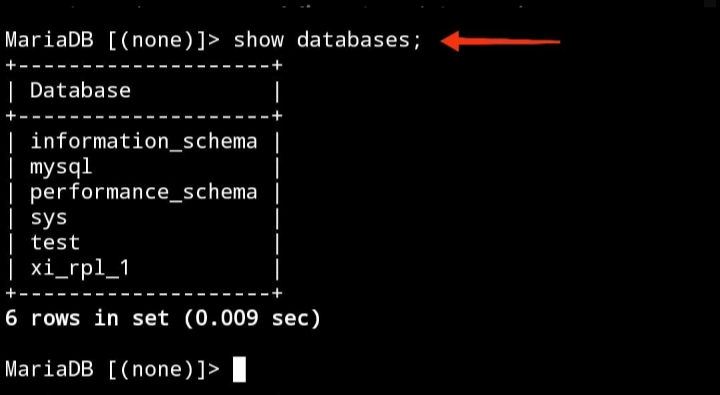 MariaDB [(none)]> show databases;
+--------------------+
| Database           |
+--------------------+
| information_schema |
| mysql              |
| performance_schema |
| sys                |
| test               |
| xi_rpl_1           |
+--------------------+
6 rows in set (0.009 sec)
MariaDB [(none)]>